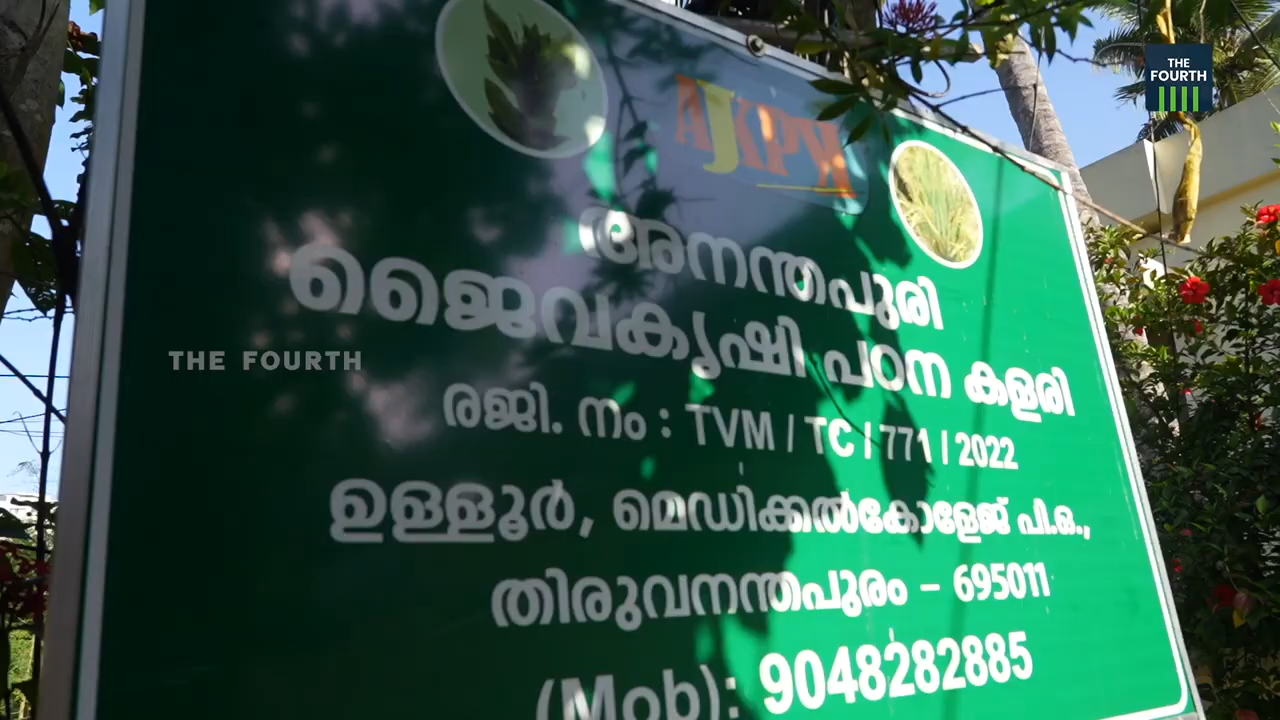 THE
FOURTH
AJKPK
അനന്തപുരി
ജൈവകൃഷി പഠന കളരി
THE FOURTH
രജി. നം : TVM / TC / 771 / 2022
ഉള്ളൂർ, മെഡിക്കൽകോളേജ് പി.ഒ.,
തിരുവനന്തപുരം – 695011
(Mob): 9048282885